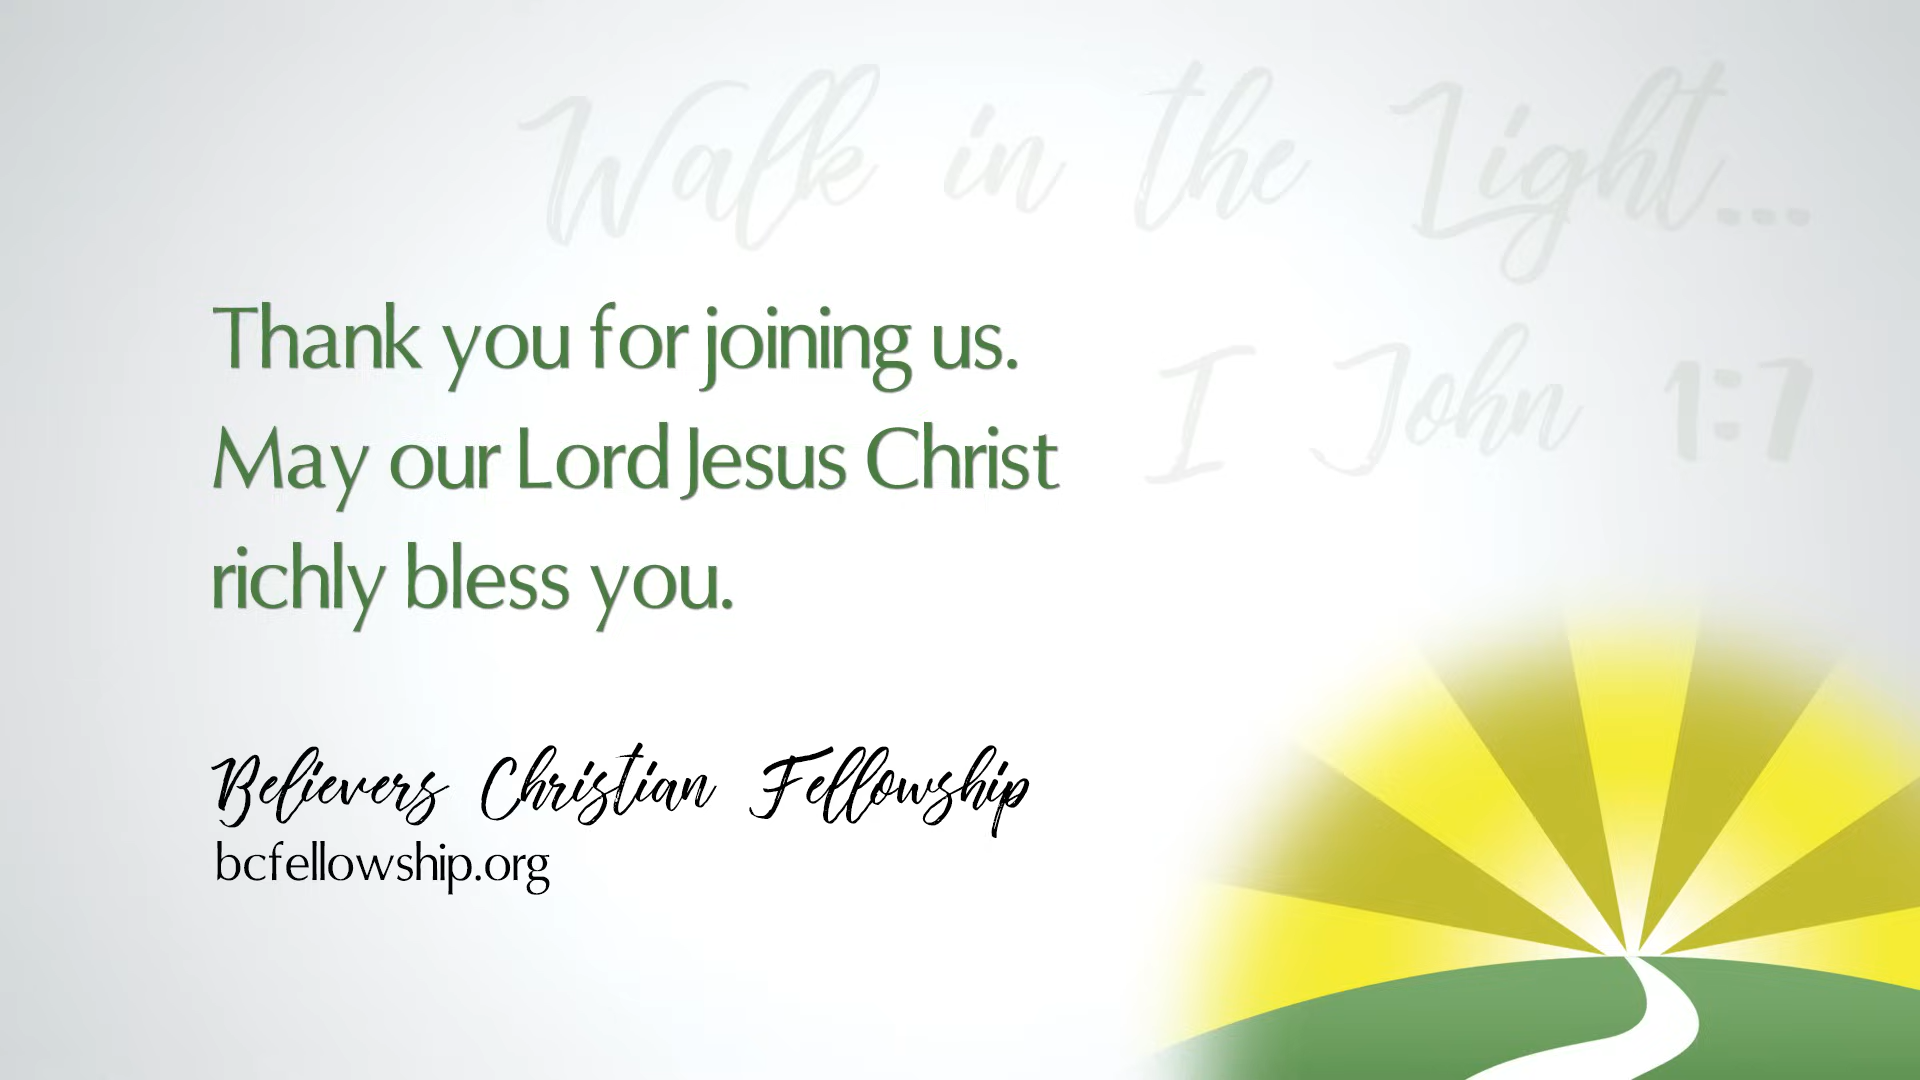 Walk in the Light...
I John 1:7
Thank you for joining us.
May our Lord Jesus Christ
richly bless you.
Believers Christian Fellowship
bcfellowship.org